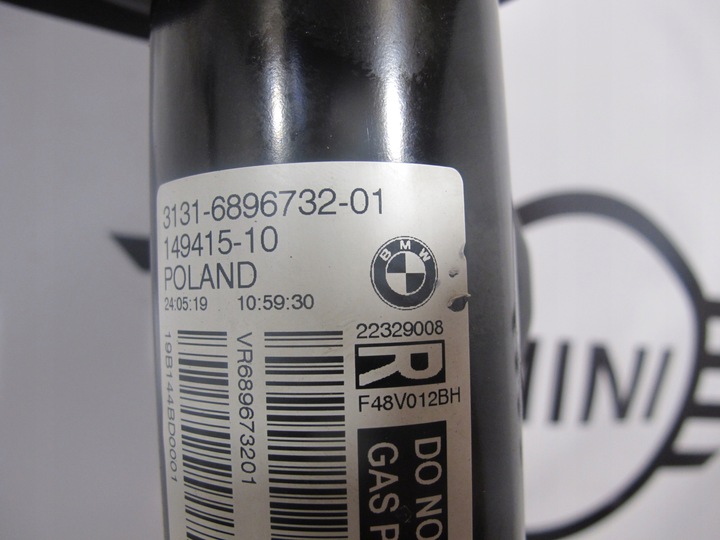 3131-6896732-01
149415-10
POLAND
24:05:19 10:59:30
BMW
22329008
R
F48V012BH
VR689673201
19B144BD0001
DO NO
GAS P
MINI